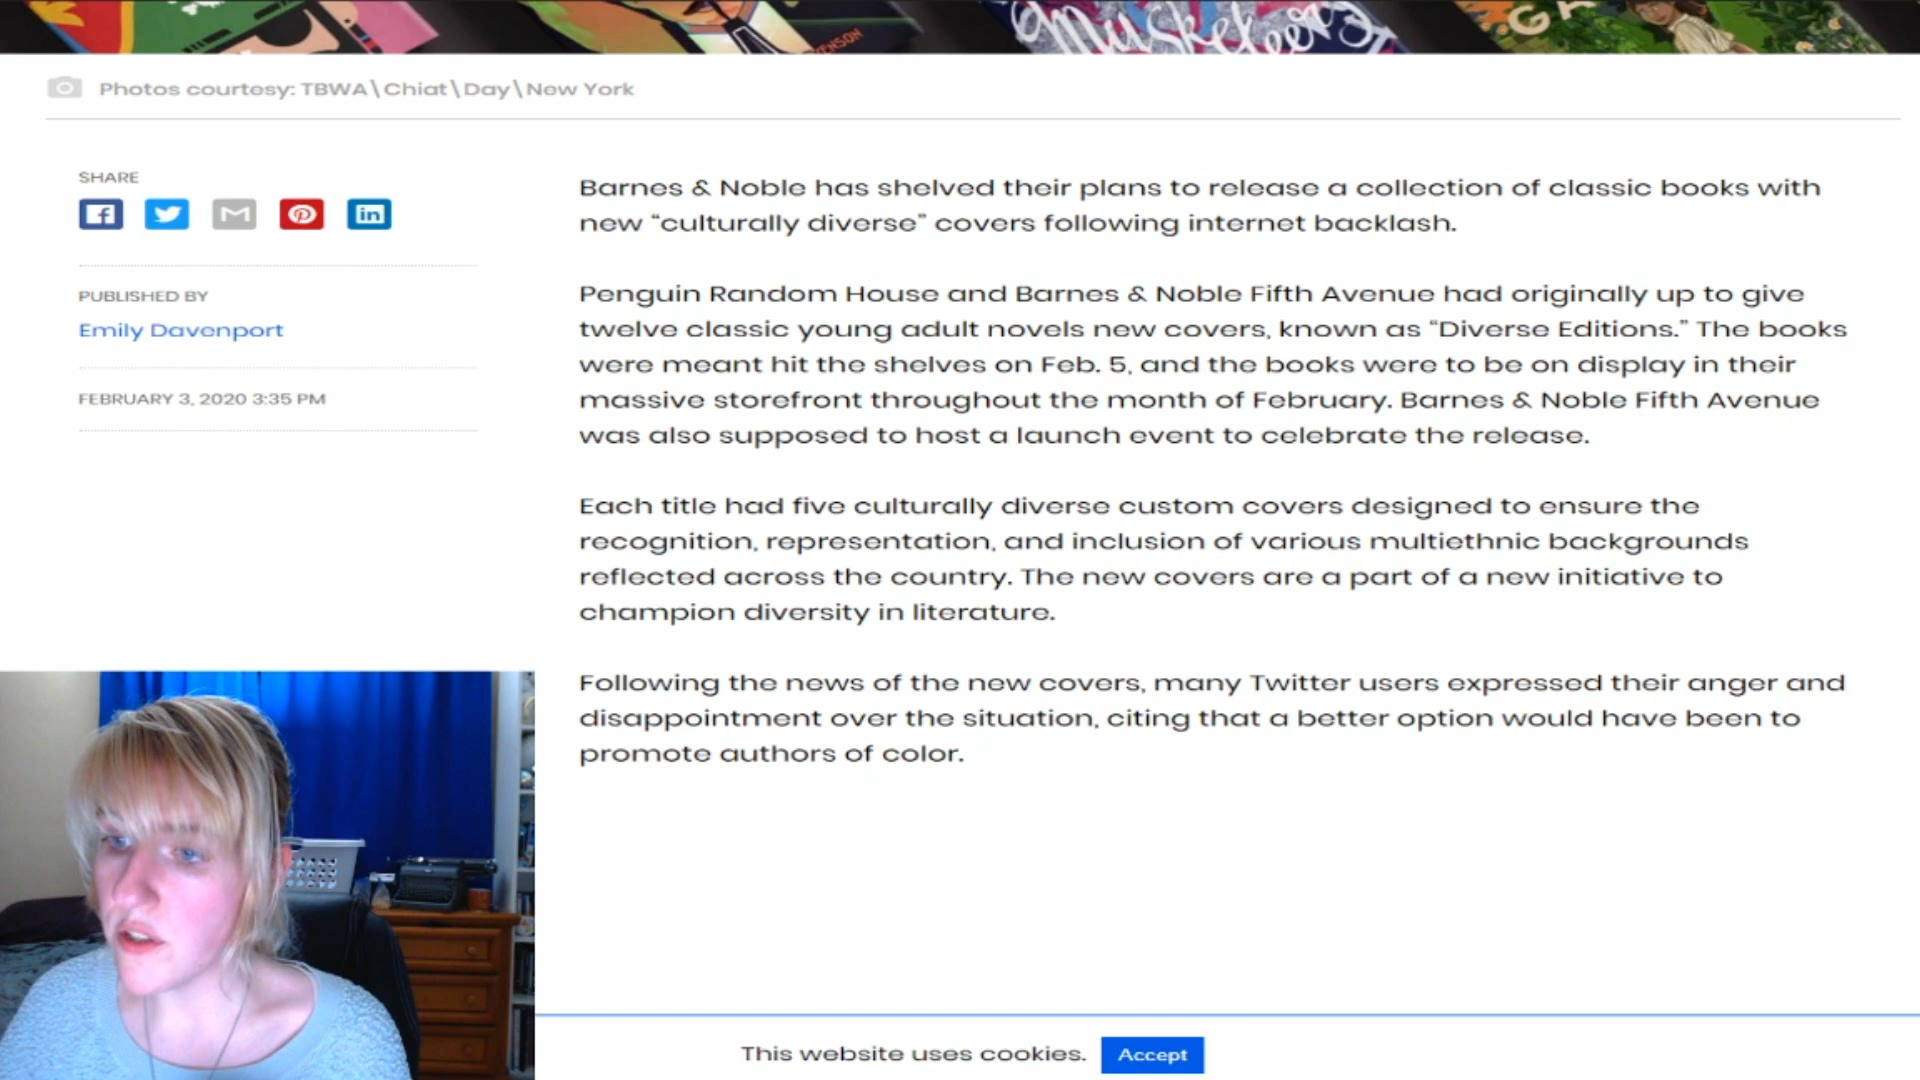 ENSON
Musketeers
GA
Photos courtesy: TBWA\Chiat\Day\New York
SHARE
PUBLISHED BY
Emily Davenport
FEBRUARY 3, 2020 3:35 PM
Barnes & Noble has shelved their plans to release a collection of classic books with
new “culturally diverse” covers following internet backlash.
Penguin Random House and Barnes & Noble Fifth Avenue had originally up to give
twelve classic young adult novels new covers, known as “Diverse Editions.” The books
were meant hit the shelves on Feb. 5, and the books were to be on display in their
massive storefront throughout the month of February. Barnes & Noble Fifth Avenue
was also supposed to host a launch event to celebrate the release.
Each title had five culturally diverse custom covers designed to ensure the
recognition, representation, and inclusion of various multiethnic backgrounds
reflected across the country. The new covers are a part of a new initiative to
champion diversity in literature.
Following the news of the new covers, many Twitter users expressed their anger and
disappointment over the situation, citing that a better option would have been to
promote authors of color.
This website uses cookies. Accept